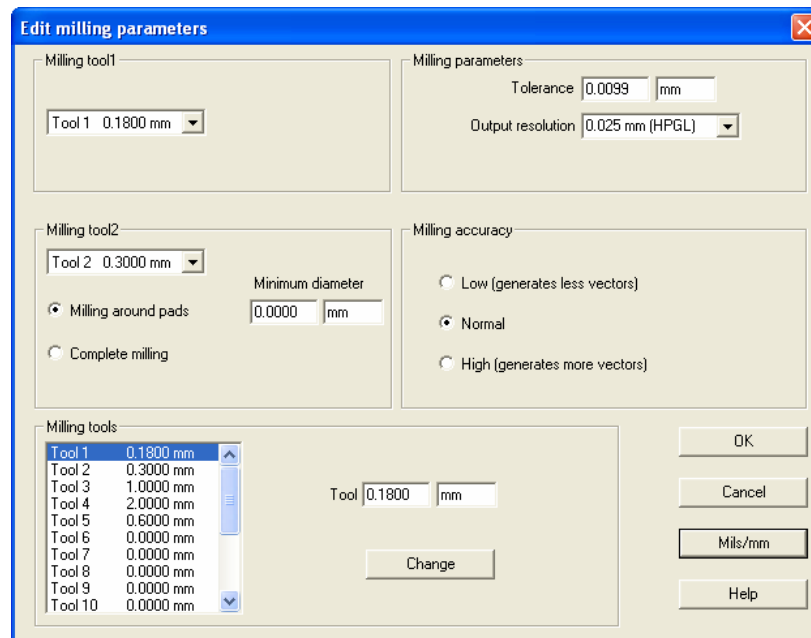 Edit milling parameters
Milling tool1
Tool 1 0.1800 mm
Milling parameters
Tolerance 0.0099 mm
Output resolution 0.025 mm (HPGL)
Milling tool2
Tool 2 0.3000 mm
Minimum diameter
Milling around pads
0.0000 mm
Complete milling
Milling accuracy
Low (generates less vectors)
Normal
High (generates more vectors)
Milling tools
Tool 1 0.1800 mm
Tool 2 0.3000 mm
Tool 3 1.0000 mm
Tool 4 2.0000 mm
Tool 5 0.6000 mm
Tool 6 0.0000 mm
Tool 7 0.0000 mm
Tool 8 0.0000 mm
Tool 9 0.0000 mm
Tool 10 0.0000 mm
Tool 0.1800 mm
Change
OK
Cancel
Mils/mm
Help